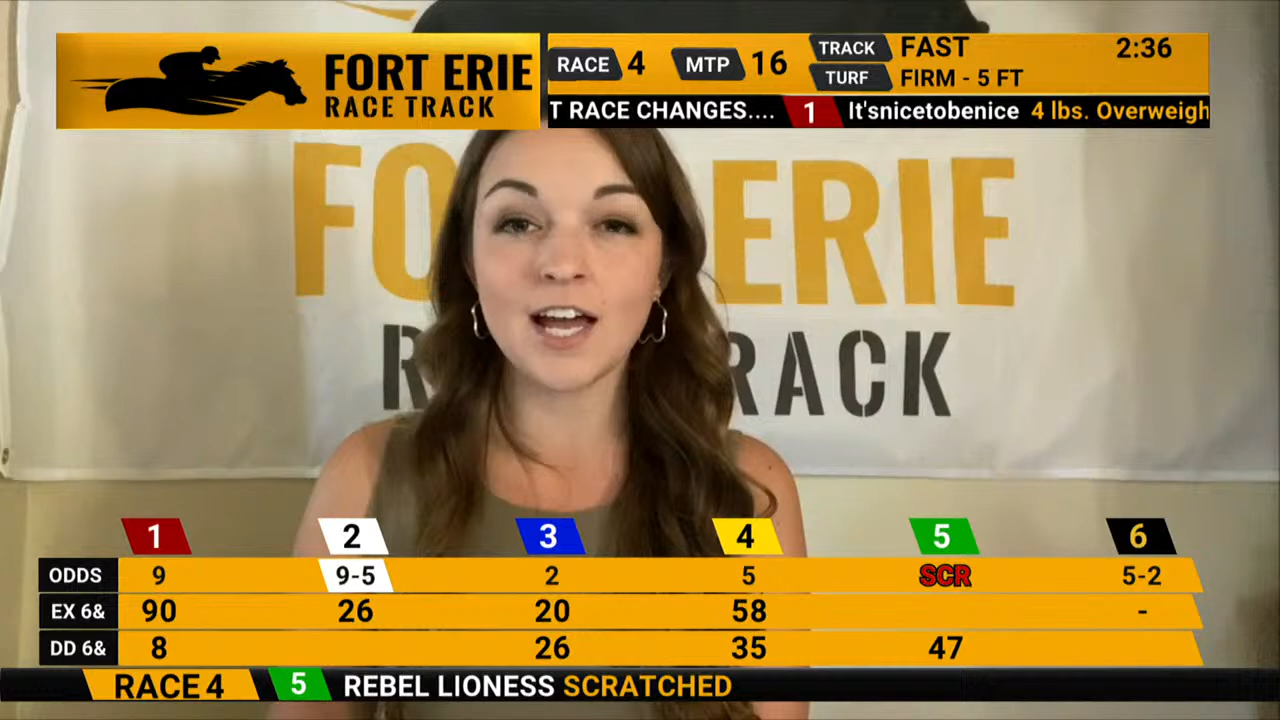 FORT ERIE
RACE TRACK
RACE 4 MTP 16 TRACK FAST 2:36
TURF FIRM - 5 FT
T RACE CHANGES.... 1 It'snicetobenice 4 lbs. Overweigh
FO ERIE
R RACK
1 2 3 4 5 6
ODDS 9 9-5 2 5 SCR 5-2
EX 6& 90 26 20 58 -
DD 6& 8 26 35 47
RACE 4 5 REBEL LIONESS SCRATCHED